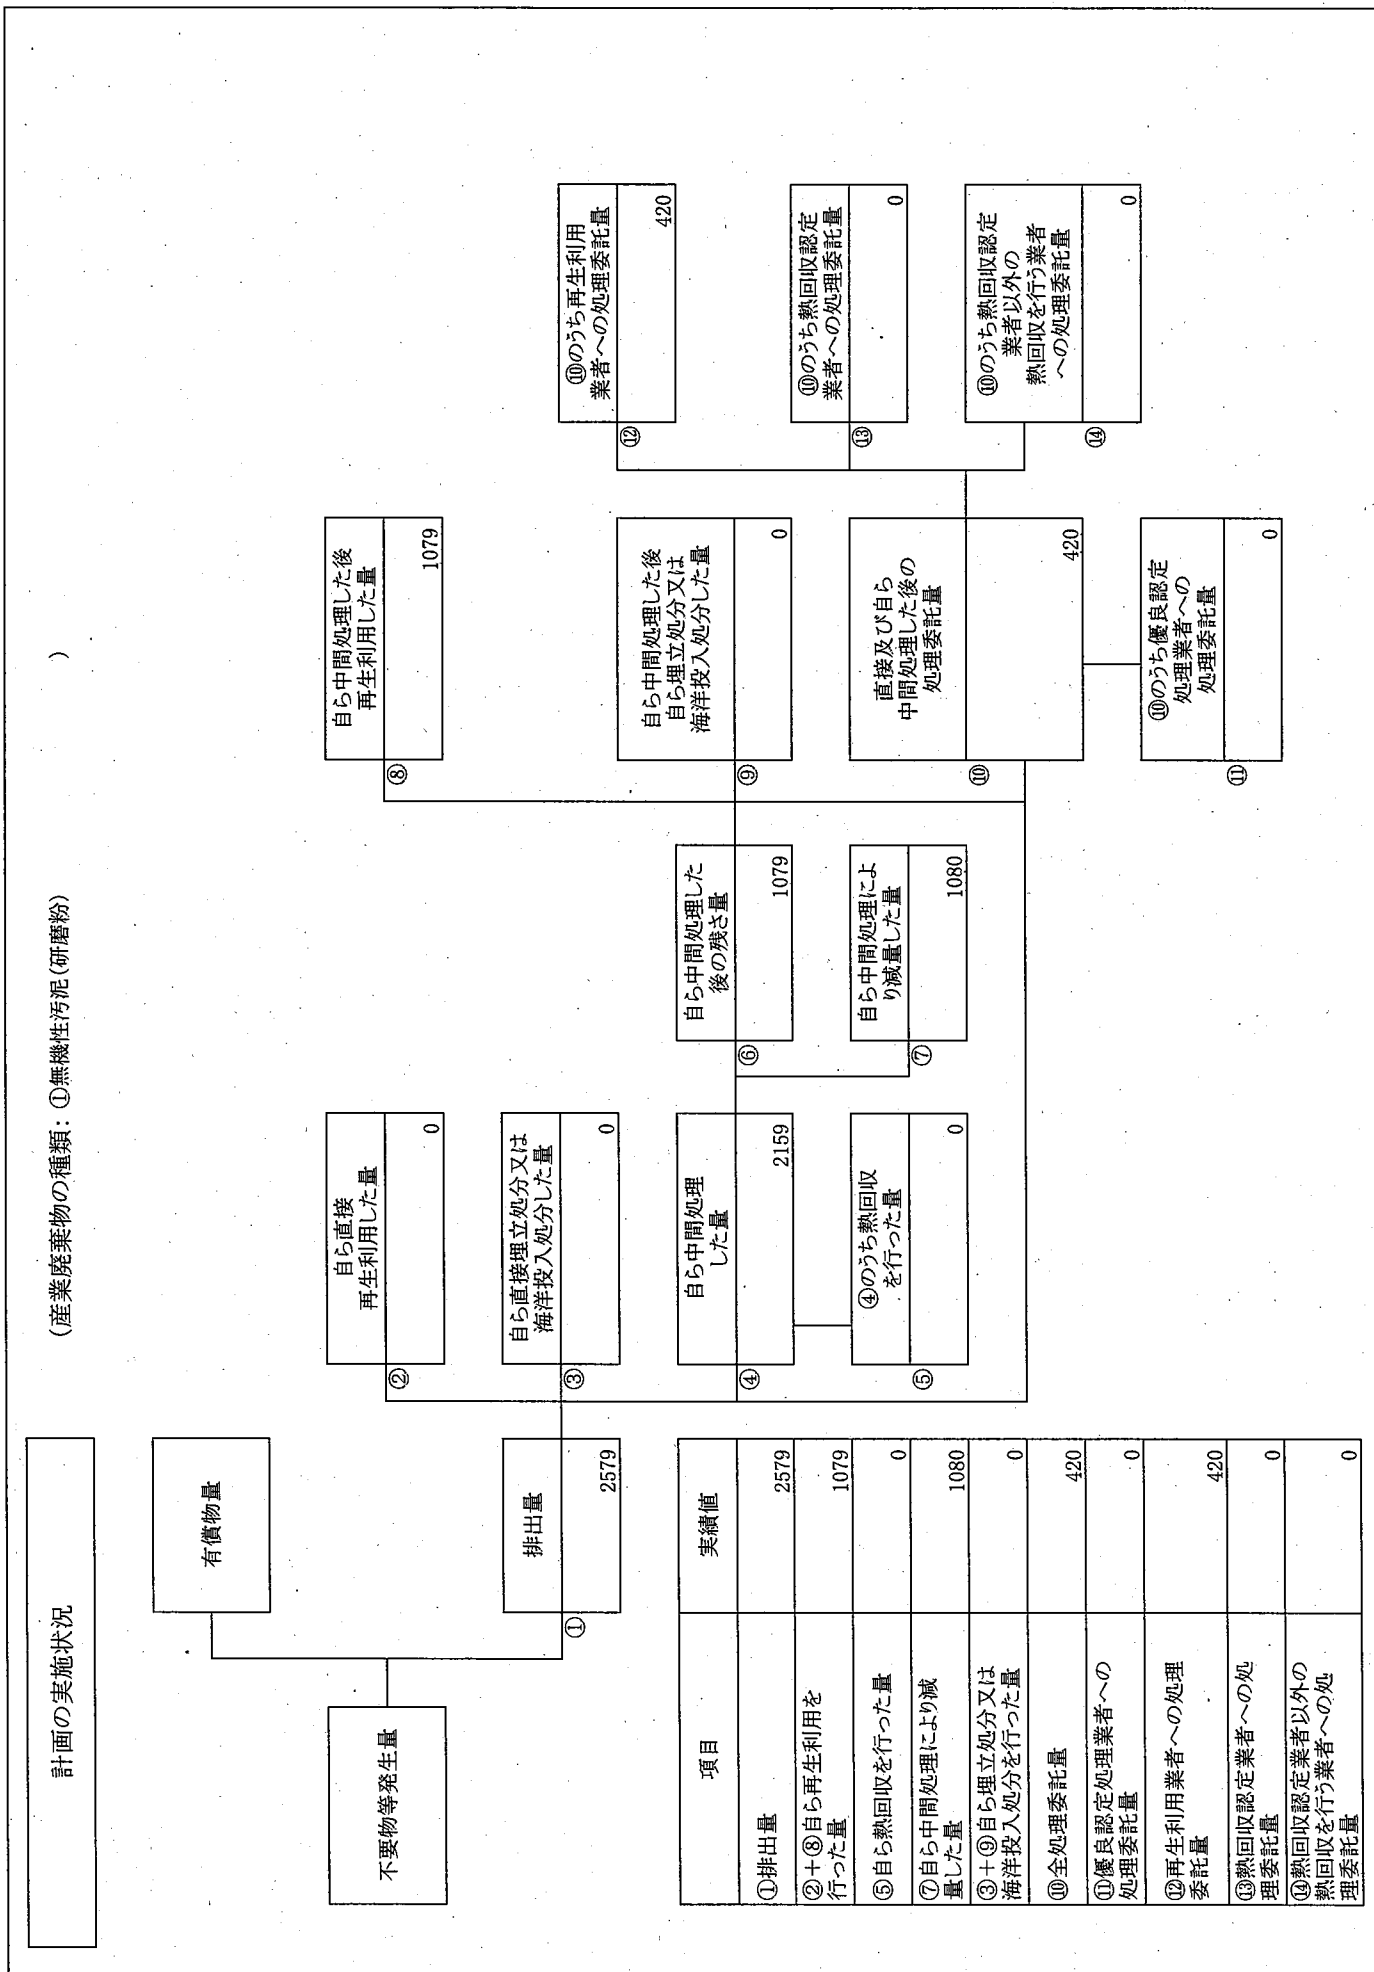 計画の実施状況
(産業廃棄物の種類：①無機性汚泥(研磨粉)
)
不要物等発生量
有償物量
①
排出量
2579
②
自ら直接
再生利用した量
0
③
自ら直接埋立処分又は
海洋投入処分した量
0
④
自ら中間処理
した量
2159
⑤
④のうち熱回収
を行った量
0
⑥
自ら中間処理した
後の残さ量
1079
⑦
自ら中間処理によ
り減量した量
1080
⑧
自ら中間処理した後
再生利用した量
1079
⑨
自ら中間処理した後
自ら埋立処分又は
海洋投入処分した量
0
⑩
直接及び自ら
中間処理した後の
処理委託量
420
⑪
⑩のうち優良認定
処理業者への
処理委託量
0
⑫
⑩のうち再生利用
業者への処理委託量
420
⑬
⑩のうち熱回収認定
業者への処理委託量
0
⑭
⑩のうち熱回収認定
業者以外の
熱回収を行う業者
への処理委託量
0
項目 実績値
①排出量 2579
②＋⑧自ら再生利用を
行った量 1079
⑤自ら熱回収を行った量 0
⑦自ら中間処理により減
量した量 1080
③＋⑨自ら埋立処分又は
海洋投入処分を行った量 0
⑩全処理委託量 420
⑪優良認定処理業者への
処理委託量 0
⑫再生利用業者への処理
委託量 420
⑬熱回収認定業者への処
理委託量 0
⑭熱回収認定業者以外の
熱回収を行う業者への処
理委託量 0